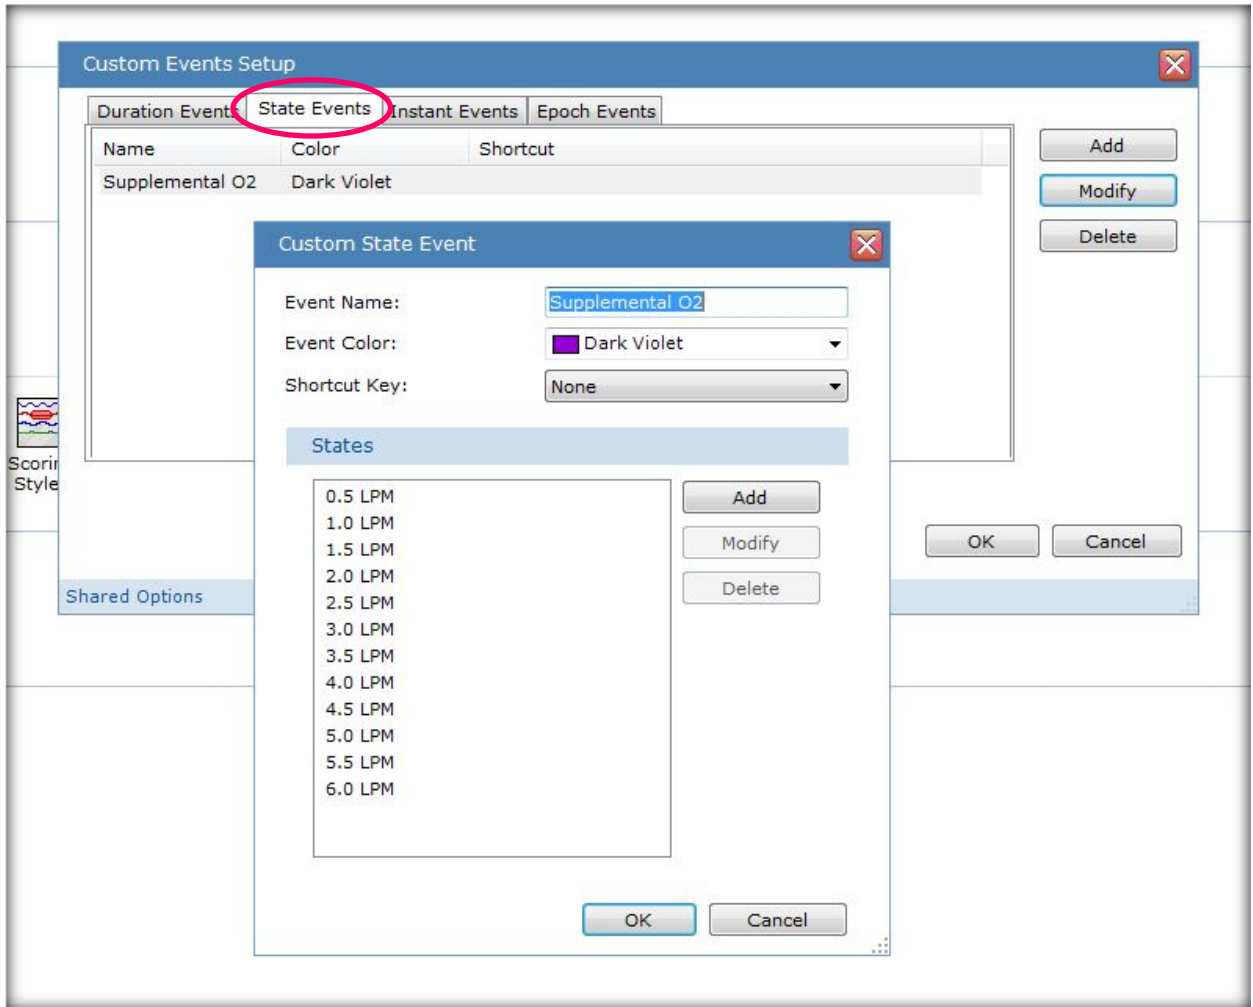 Custom Events Setup
Duration Events State Events Instant Events Epoch Events
Name Color Shortcut
Supplemental O2 Dark Violet
Add
Modify
Delete
Custom State Event
Event Name: Supplemental O2
Event Color: Dark Violet
Shortcut Key: None
States
0.5 LPM
1.0 LPM
1.5 LPM
2.0 LPM
2.5 LPM
3.0 LPM
3.5 LPM
4.0 LPM
4.5 LPM
5.0 LPM
5.5 LPM
6.0 LPM
Add
Modify
Delete
OK Cancel
Scorin
Style
OK Cancel
Shared Options